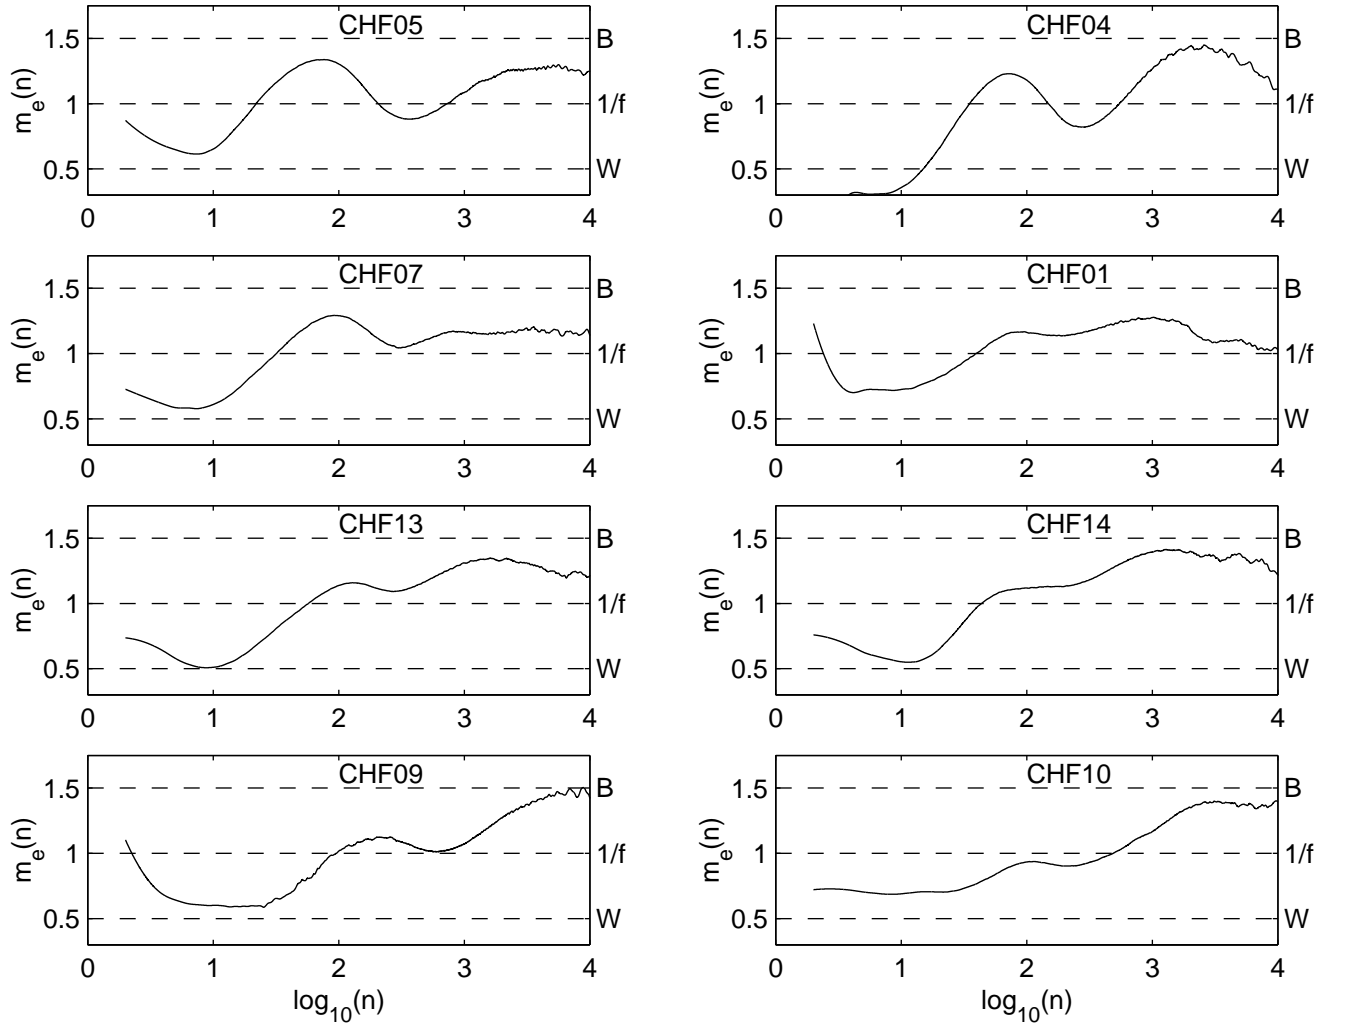 CHF05
1.5
1
0.5
m_e(n)
B
1/f
W
0 1 2 3 4
CHF04
1.5
1
0.5
m_e(n)
B
1/f
W
0 1 2 3 4
CHF07
1.5
1
0.5
m_e(n)
B
1/f
W
0 1 2 3 4
CHF01
1.5
1
0.5
m_e(n)
B
1/f
W
0 1 2 3 4
CHF13
1.5
1
0.5
m_e(n)
B
1/f
W
0 1 2 3 4
CHF14
1.5
1
0.5
m_e(n)
B
1/f
W
0 1 2 3 4
CHF09
1.5
1
0.5
m_e(n)
B
1/f
W
0 1 2 3 4
log_10(n)
CHF10
1.5
1
0.5
m_e(n)
B
1/f
W
0 1 2 3 4
log_10(n)